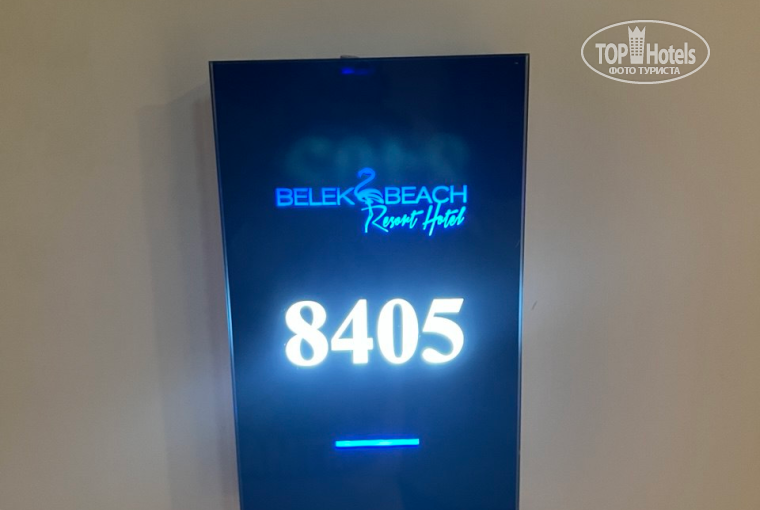 TOP Hotels
ФОТО ТУРИСТА
BELEK BEACH
Resort Hotel
8405